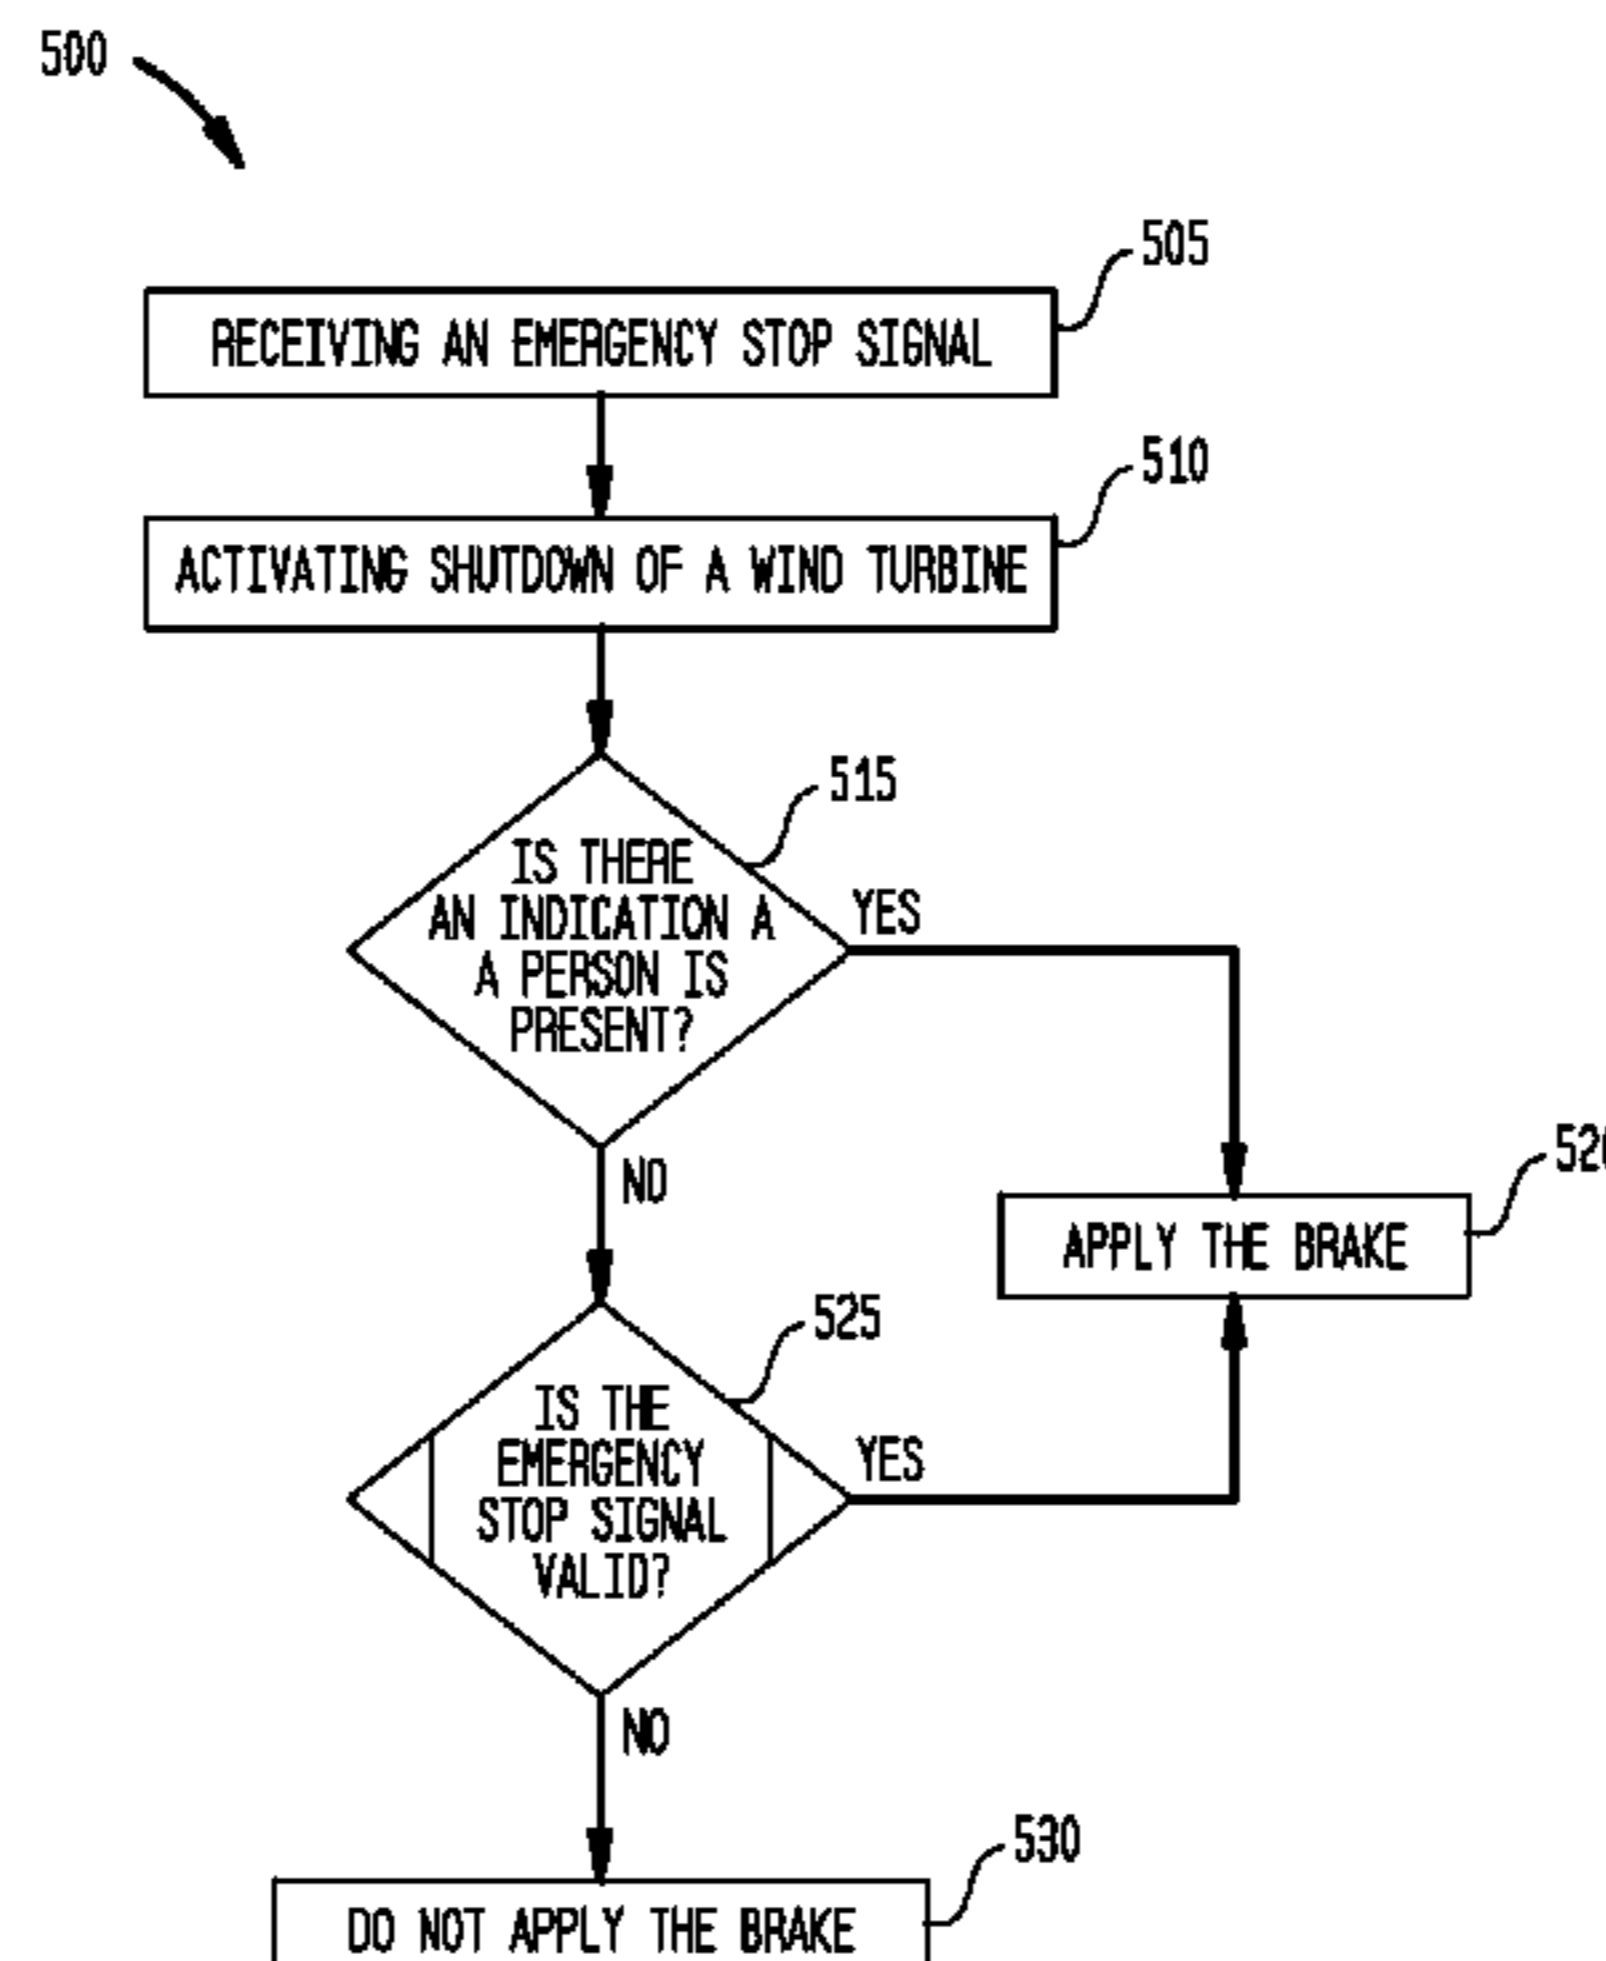 500
505
RECEIVING AN EMERGENCY STOP SIGNAL
510
ACTIVATING SHUTDOWN OF A WIND TURBINE
515
IS THERE
AN INDICATION A
A PERSON IS
PRESENT?
YES
NO
520
APPLY THE BRAKE
525
IS THE
EMERGENCY
STOP SIGNAL
VALID?
YES
NO
530
DO NOT APPLY THE BRAKE